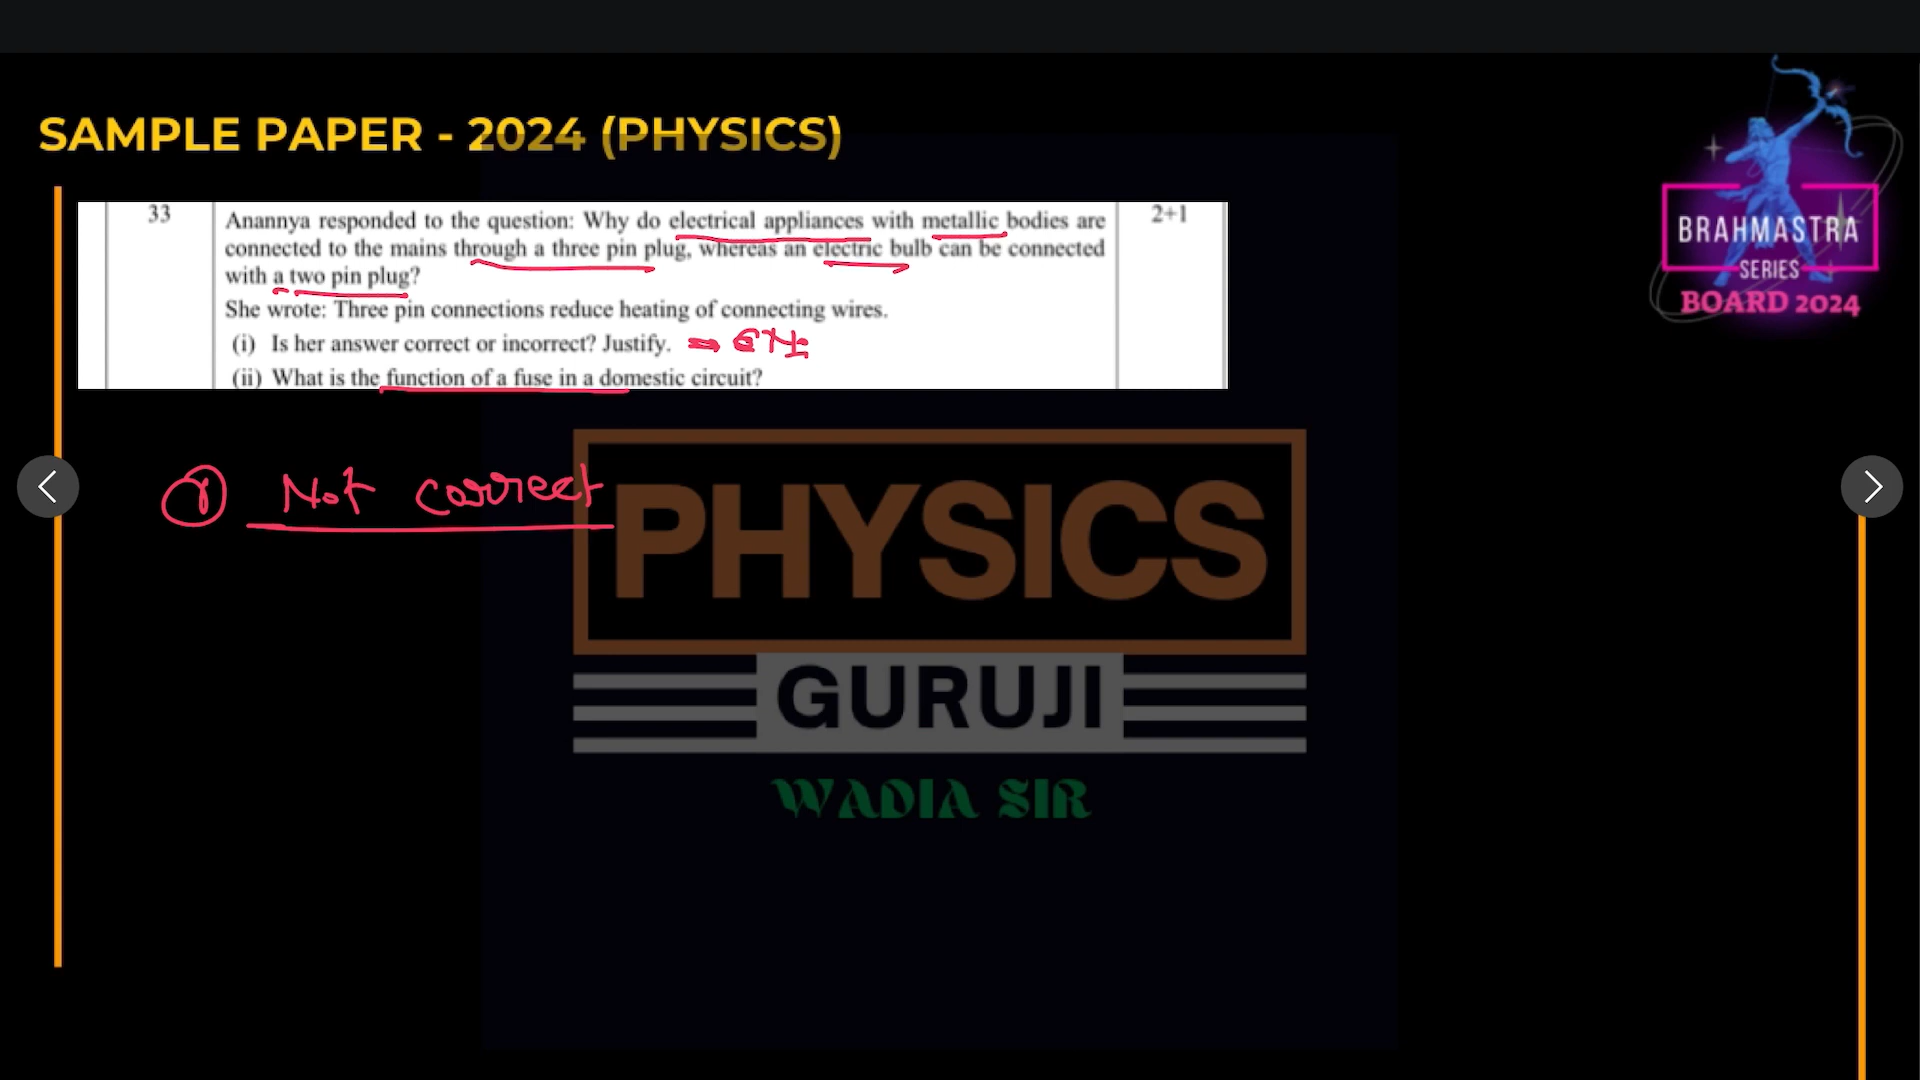 SAMPLE PAPER - 2024 (PHYSICS)
BRAHMASTRA
SERIES
BOARD 2024
33
Anannya responded to the question: Why do electrical appliances with metallic bodies are
connected to the mains through a three pin plug, whereas an electric bulb can be connected
with a two pin plug?
She wrote: Three pin connections reduce heating of connecting wires.
(i) Is her answer correct or incorrect? Justify.
(ii) What is the function of a fuse in a domestic circuit?
2+1
Not correct
PHYSICS
GURUJI
WADIA SIR